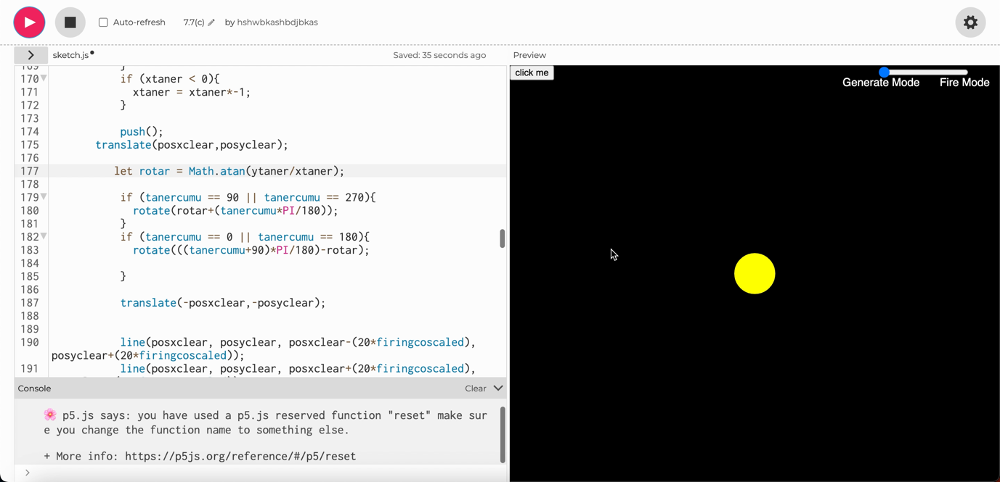 Auto-refresh 7.7(c) by hshwbkashbdjbkas
sketch.js Saved: 35 seconds ago Preview
169 }
170 if (xtaner < 0){
171 xtaner = xtaner*-1;
172 }
173
174 push();
175 translate(posxclear,posyclear);
176
177 let rotar = Math.atan(ytaner/xtaner);
178
179 if (tanercumu == 90 || tanercumu == 270){
180 rotate(rotar+(tanercumu*PI/180));
181 }
182 if (tanercumu == 0 || tanercumu == 180){
183 rotate(((tanercumu+90)*PI/180)-rotar);
184
185 }
186
187 translate(-posxclear,-posyclear);
188
189
190 line(posxclear, posyclear, posxclear-(20*firingcoscaled),
posyclear+(20*firingcoscaled));
191 line(posxclear, posyclear, posxclear+(20*firingcoscaled),
Console Clear
🌸 p5.js says: you have used a p5.js reserved function "reset" make sur
e you change the function name to something else.
+ More info: https://p5js.org/reference/#/p5/reset
>
click me
Generate Mode Fire Mode